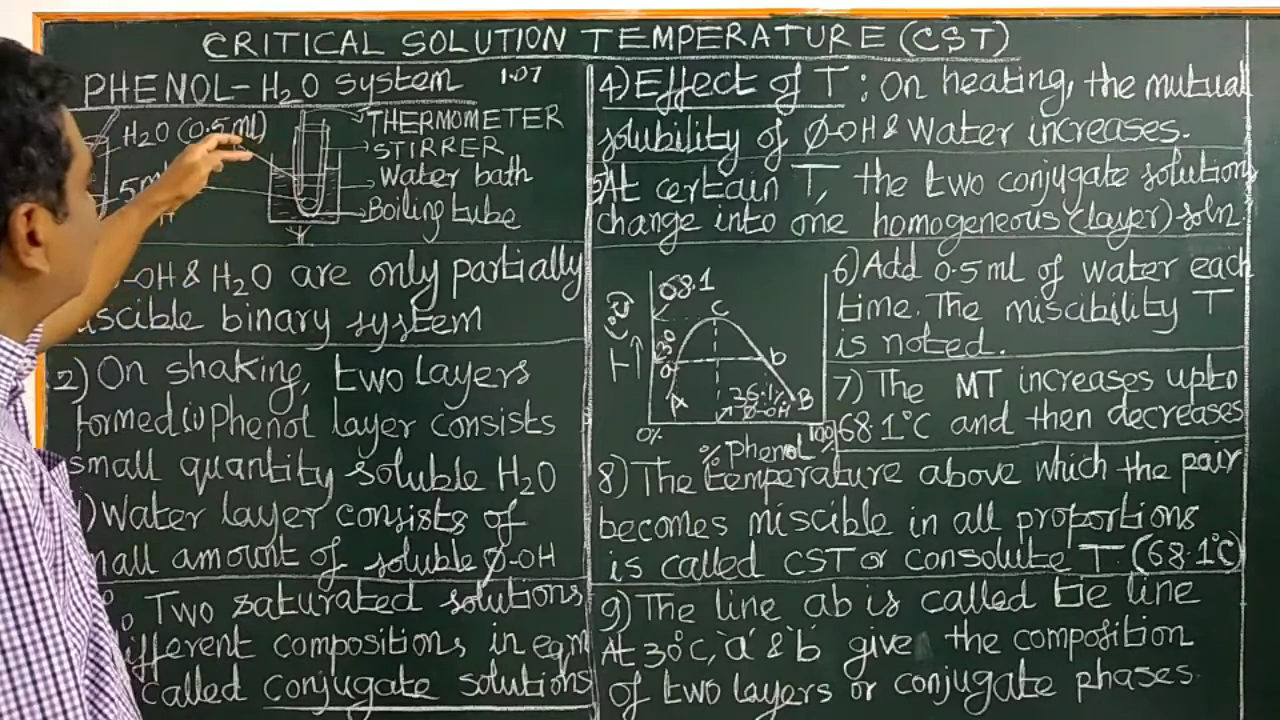 CRITICAL SOLUTION TEMPERATURE (CST)
PHENOL-H2O system 1.07
H2O (0.5ml)
5m
THERMOMETER
STIRRER
Water bath
Boiling tube
-OH & H2O are only partially
iscible binary system
2) On shaking, two layers
formed (i) Phenol layer consists
small quantity soluble H2O
i) Water layer consists of
mall amount of soluble Ø-OH
Two saturated solutions
ifferent compositions in eqm
called conjugate solutions
4) Effect of T : On heating, the mutual
solubility of Ø-OH & Water increases.
5) At certain T, the two conjugate solution
change into one homogeneous (layer) soln
T (°C)
68.1
30
C
a
b
A
B
36.1%
Ø-OH
0%
100%
% Phenol
6) Add 0.5ml of water each
time. The miscibility T
is noted.
7) The MT increases upto
68.1°C and then decreases
8) The temperature above which the pair
becomes miscible in all proportions
is called CST or consolute T. (68.1°C)
9) The line ab is called tie line
At 30°C, 'a' & 'b' give the composition
of two layers or conjugate phases.